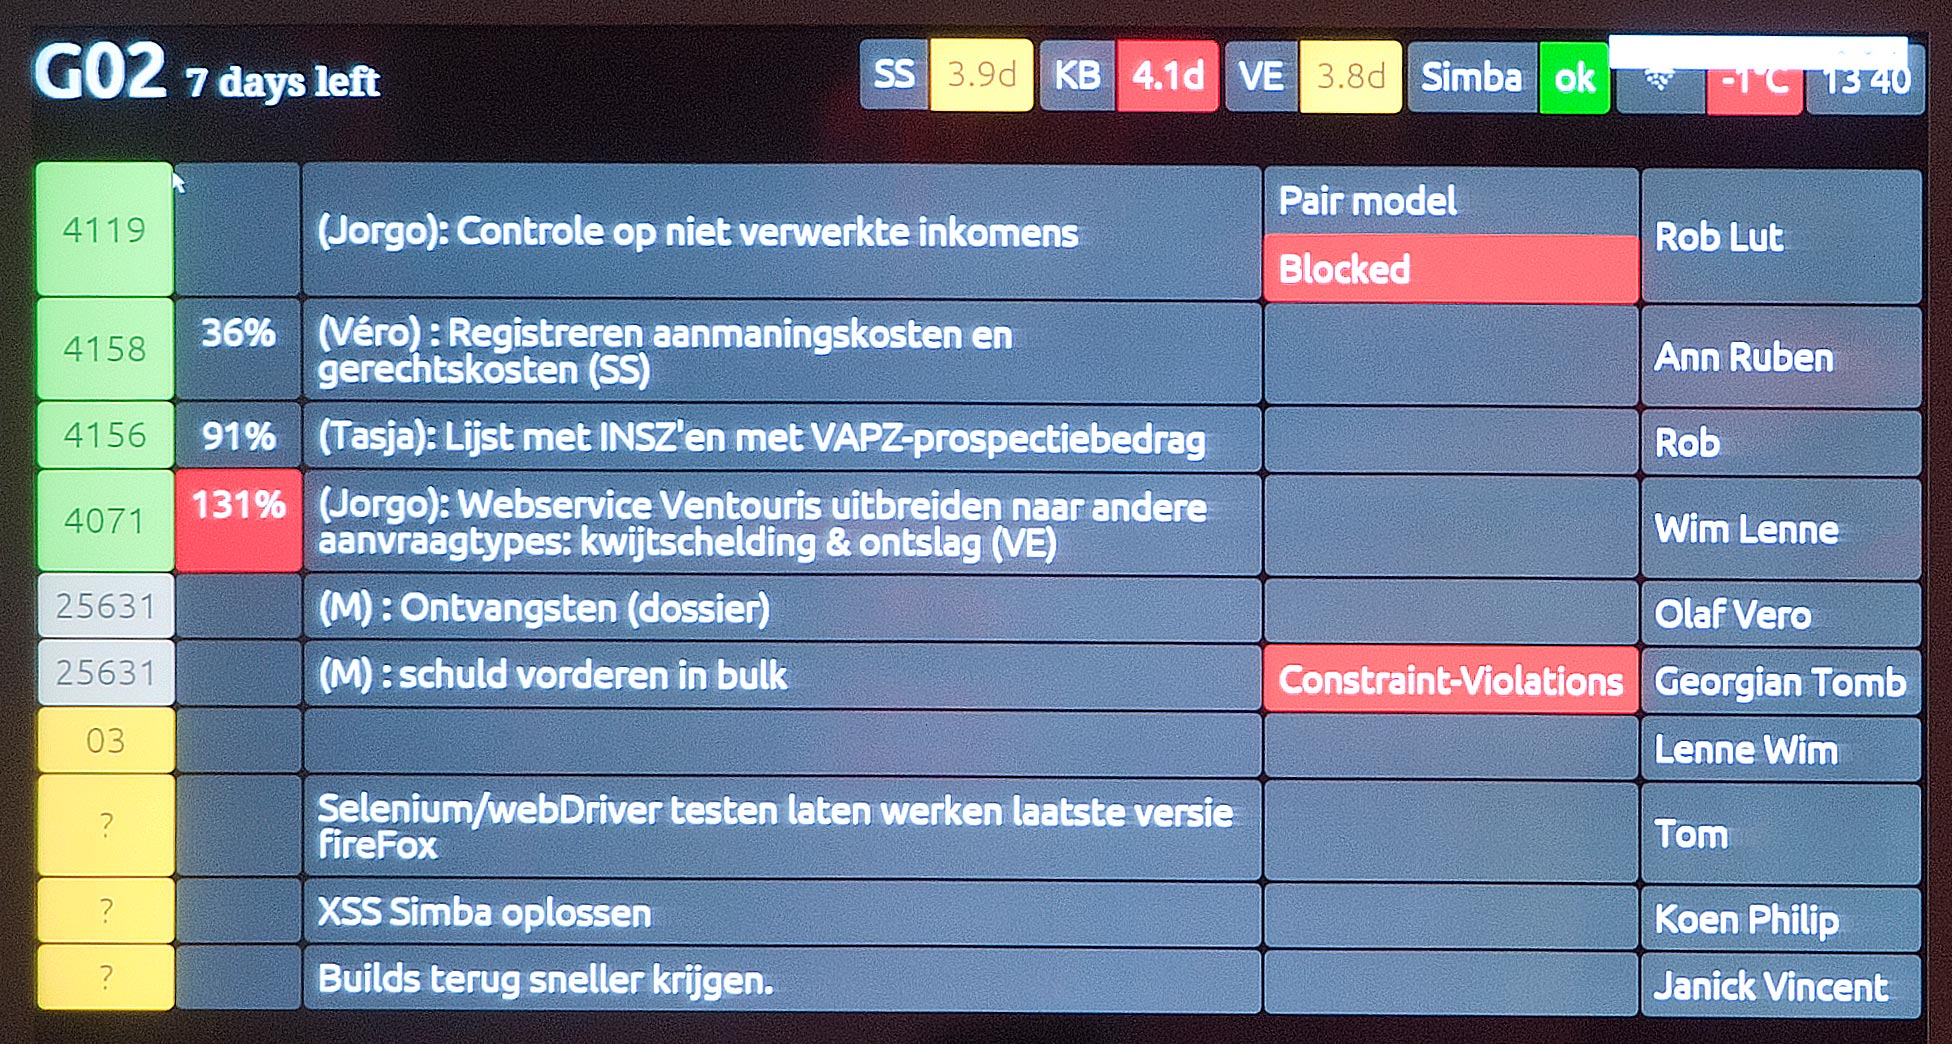 G02 7 days left SS 3.9d KB 4.1d VE 3.8d Simba ok -1°C 13 40
4119 (Jorgo): Controle op niet verwerkte inkomens Pair model Blocked Rob Lut
4158 36% (Véro) : Registreren aanmaningskosten en
gerechtskosten (SS) Ann Ruben
4156 91% (Tasja): Lijst met INSZ'en met VAPZ-prospectiebedrag Rob
4071 131% (Jorgo): Webservice Ventouris uitbreiden naar andere
aanvraagtypes: kwijtschelding & ontslag (VE) Wim Lenne
25631 (M) : Ontvangsten (dossier) Olaf Vero
25631 (M) : schuld vorderen in bulk Constraint-Violations Georgian Tomb
03 Lenne Wim
? Selenium/webDriver testen laten werken laatste versie
fireFox Tom
? XSS Simba oplossen Koen Philip
? Builds terug sneller krijgen. Janick Vincent